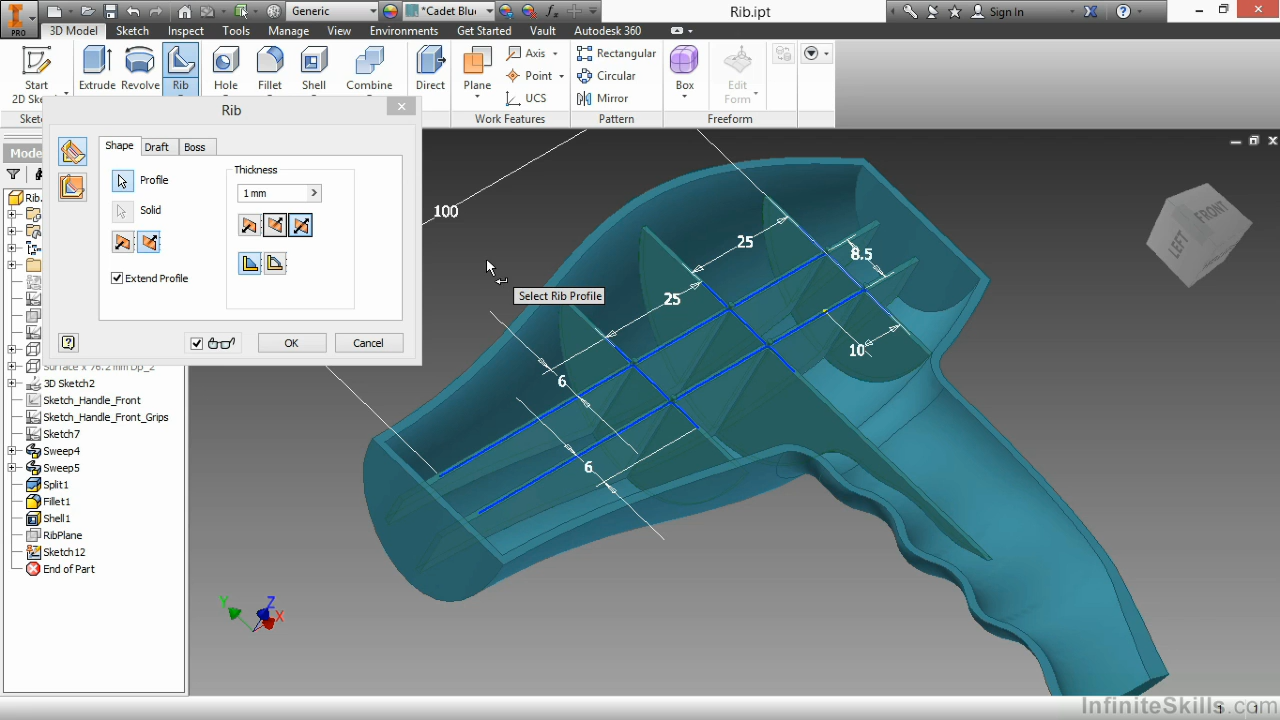 Generic
*Cadet Blue
Rib.ipt
Sign In
PRO
3D Model
Sketch
Inspect
Tools
Manage
View
Environments
Get Started
Vault
Autodesk 360
Start
Extrude
Revolve
Rib
Hole
Fillet
Shell
Combine
Direct
Plane
Axis
Point
UCS
Rectangular
Circular
Mirror
Box
Edit
Form
Work Features
Pattern
Freeform
Rib
Shape
Draft
Boss
Profile
Solid
Extend Profile
Thickness
1 mm
OK
Cancel
3D Sketch2
Sketch_Handle_Front
Sketch_Handle_Front_Grips
Sketch7
Sweep4
Sweep5
Split1
Fillet1
Shell1
RibPlane
Sketch12
End of Part
Select Rib Profile
100
25
8.5
25
10
6
6
Y
Z
X
LEFT
FRONT
InfiniteSkills.com